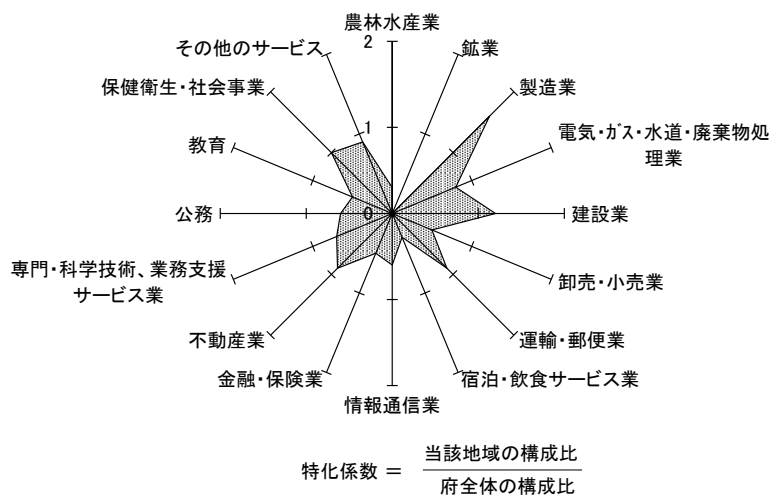 農林水産業
2
その他のサービス
鉱業
保健衛生・社会事業
製造業
1
教育
電気・ガス・水道・廃棄物処
理業
公務
0
建設業
専門・科学技術、業務支援
サービス業
卸売・小売業
不動産業
運輸・郵便業
金融・保険業
宿泊・飲食サービス業
情報通信業
特化係数 = 当該地域の構成比
府全体の構成比